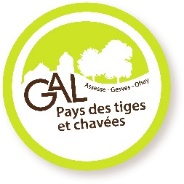 Assesse - Gesves - Ohey
GAL
Pays des tiges
et chavées